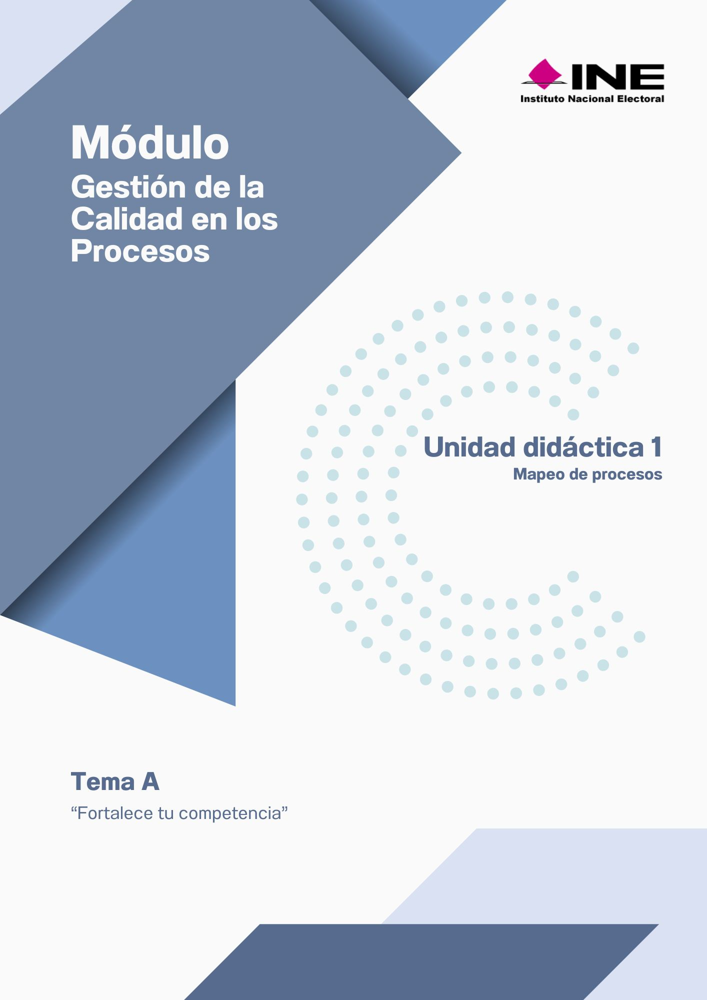 INE
Instituto Nacional Electoral
Módulo
Gestión de la
Calidad en los
Procesos
Unidad didáctica 1
Mapeo de procesos
Tema A
“Fortalece tu competencia”